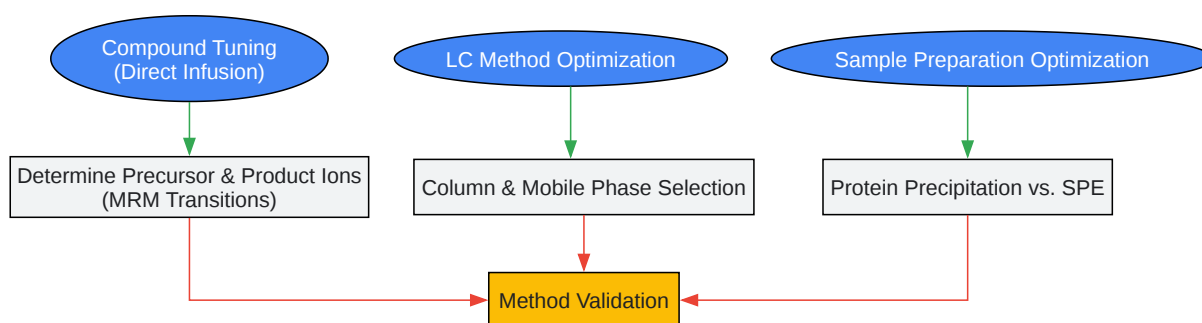 Compound Tuning
(Direct Infusion)
LC Method Optimization
Sample Preparation Optimization
Determine Precursor & Product Ions
(MRM Transitions)
Column & Mobile Phase Selection
Protein Precipitation vs. SPE
Method Validation